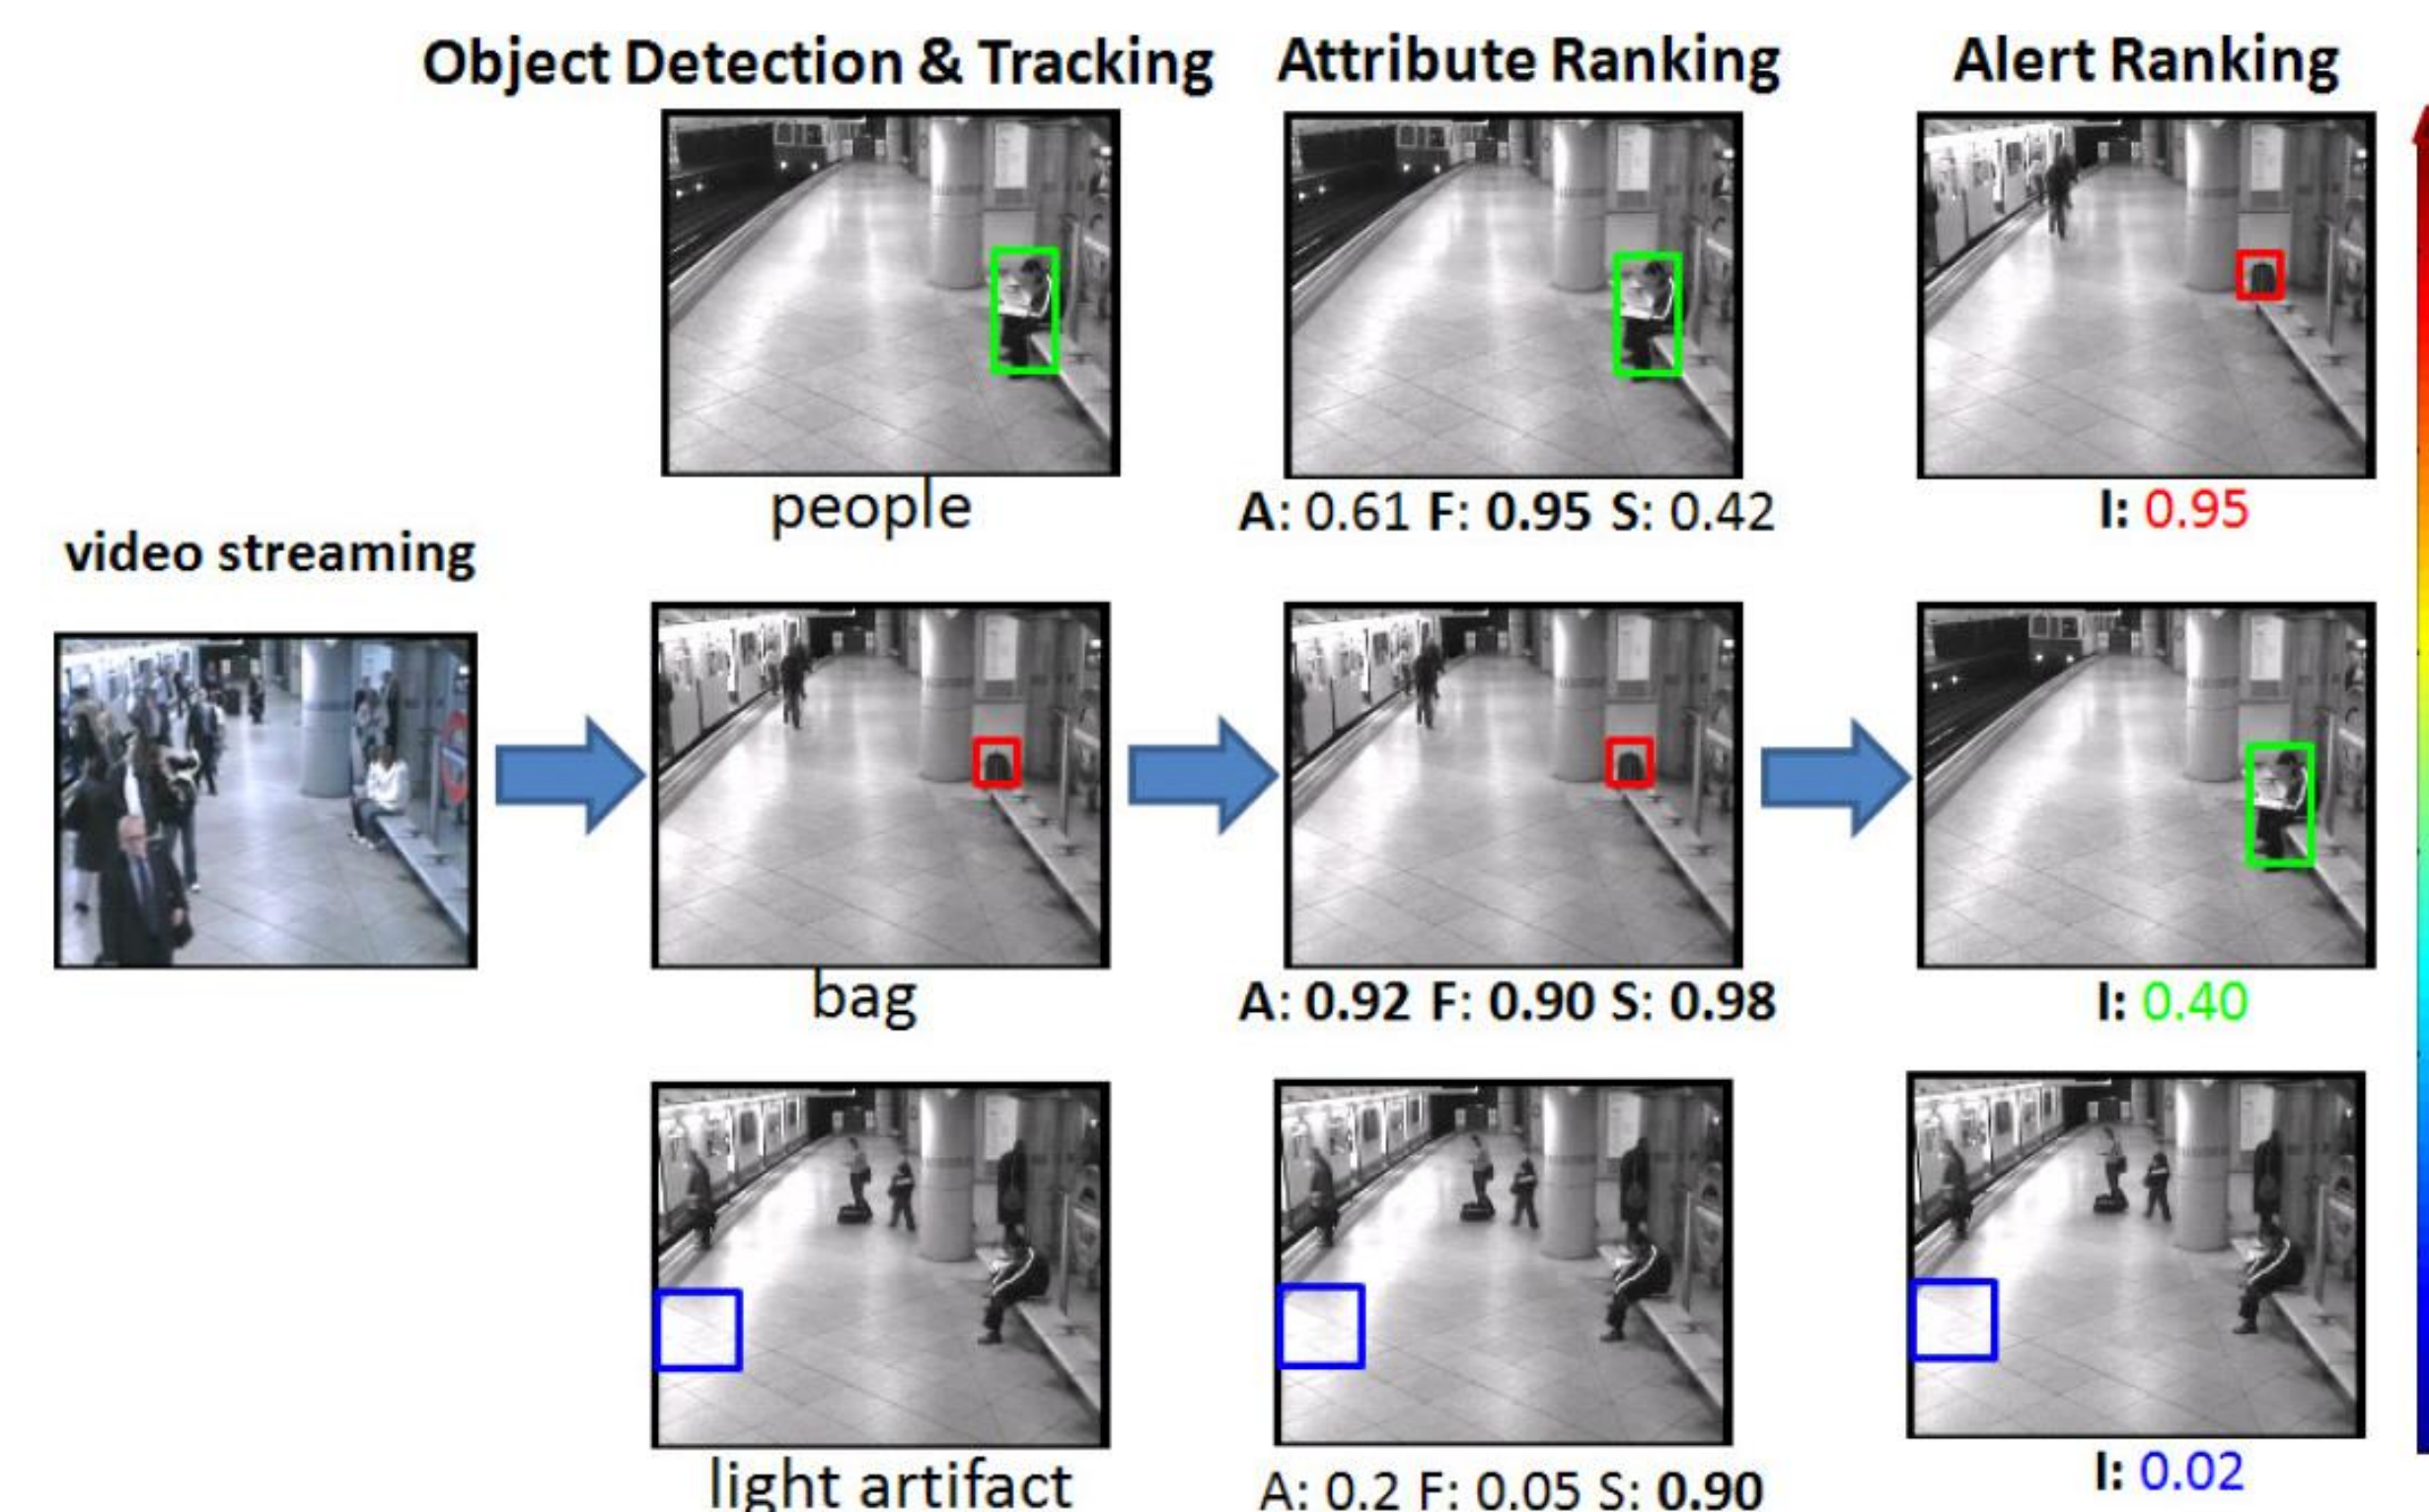 Object Detection & Tracking
Attribute Ranking
Alert Ranking
people
A: 0.61 F: 0.95 S: 0.42
I: 0.95
video streaming
bag
A: 0.92 F: 0.90 S: 0.98
I: 0.40
light artifact
A: 0.2 F: 0.05 S: 0.90
I: 0.02